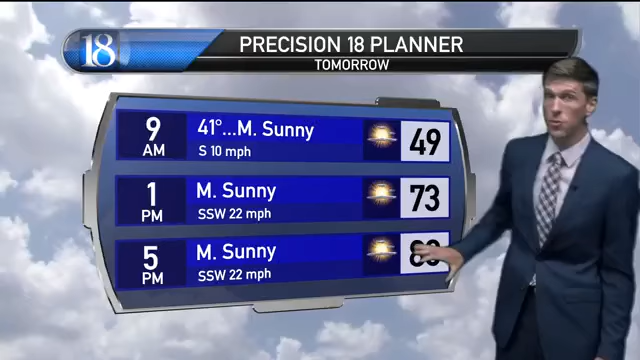 18
PRECISION 18 PLANNER
TOMORROW
9
AM
41°...M. Sunny
S 10 mph
49
1
PM
M. Sunny
SSW 22 mph
73
5
PM
M. Sunny
SSW 22 mph